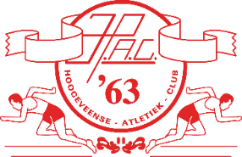 H.A.C.
'63
HOOGEVEENSE - ATLETIEK - CLUB